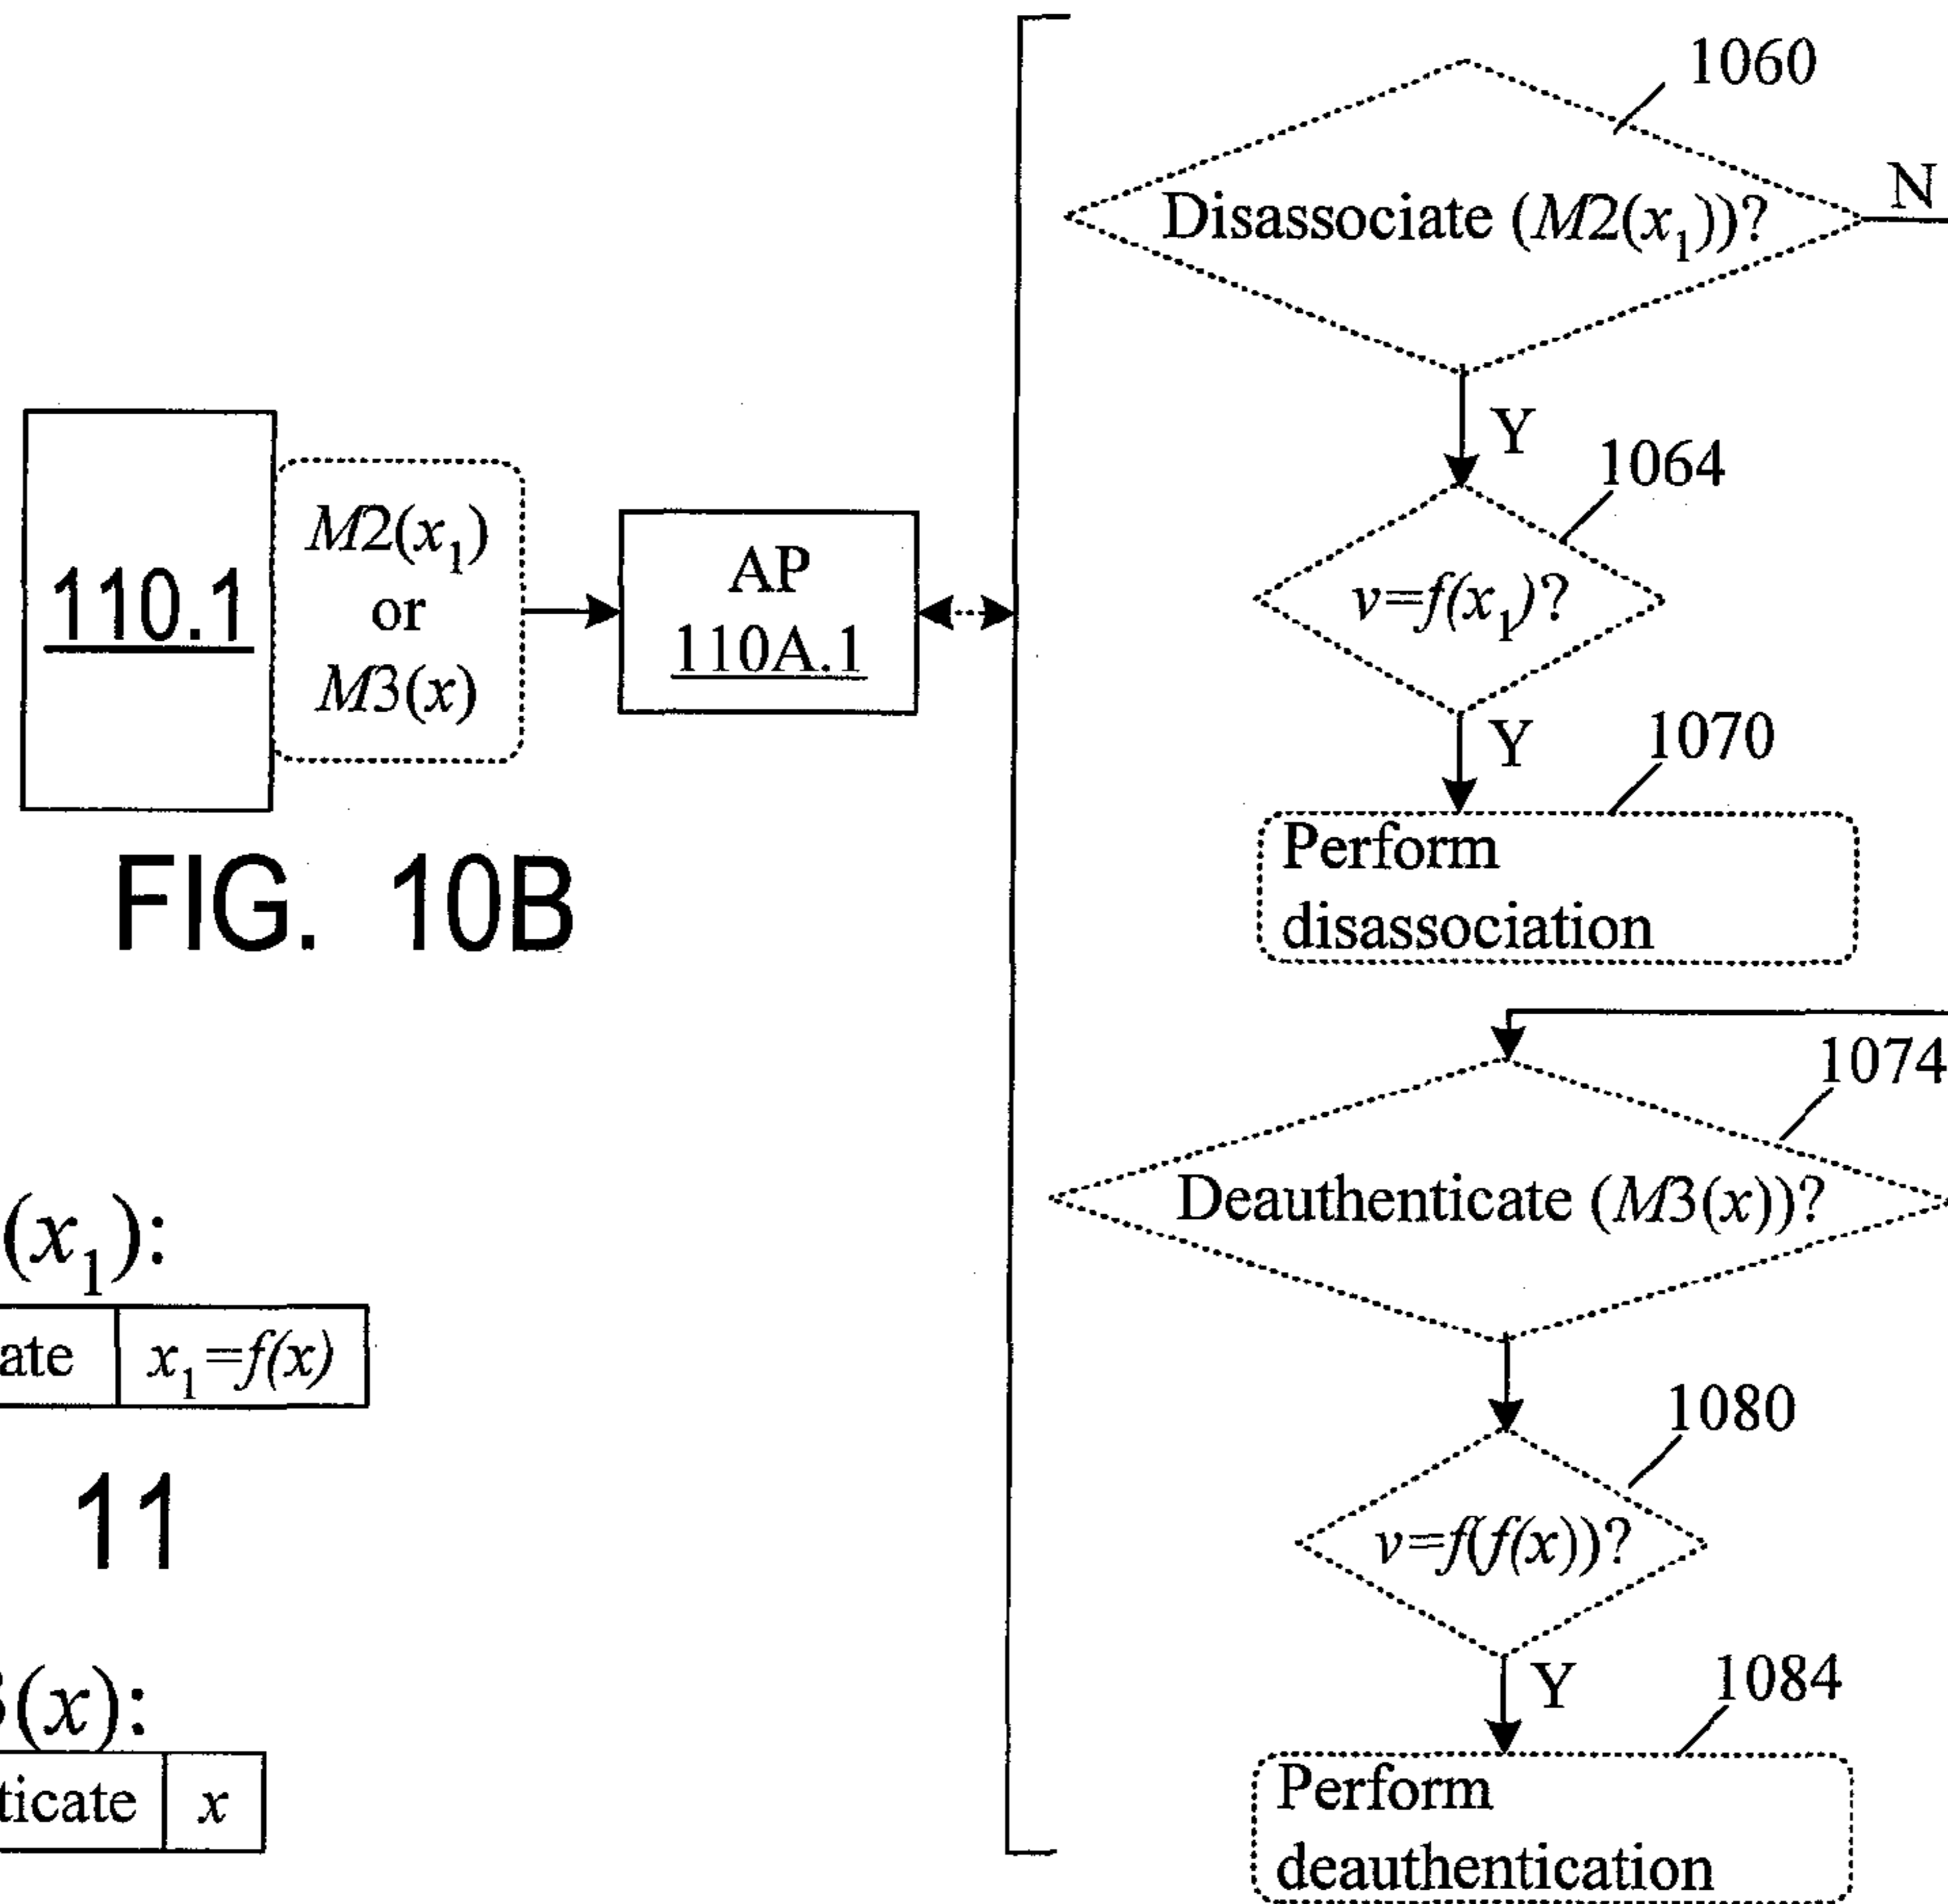 110.1
M2(x₁)
or
M3(x)
AP
110A.1
FIG. 10B
(x₁):
ate
x₁=f(x)
11
(x):
ticate
x
1060
Disassociate (M2(x₁))?
N
Y
1064
v=f(x₁)?
Y
1070
Perform
disassociation
1074
Deauthenticate (M3(x))?
1080
v=f(f(x))?
Y
1084
Perform
deauthentication